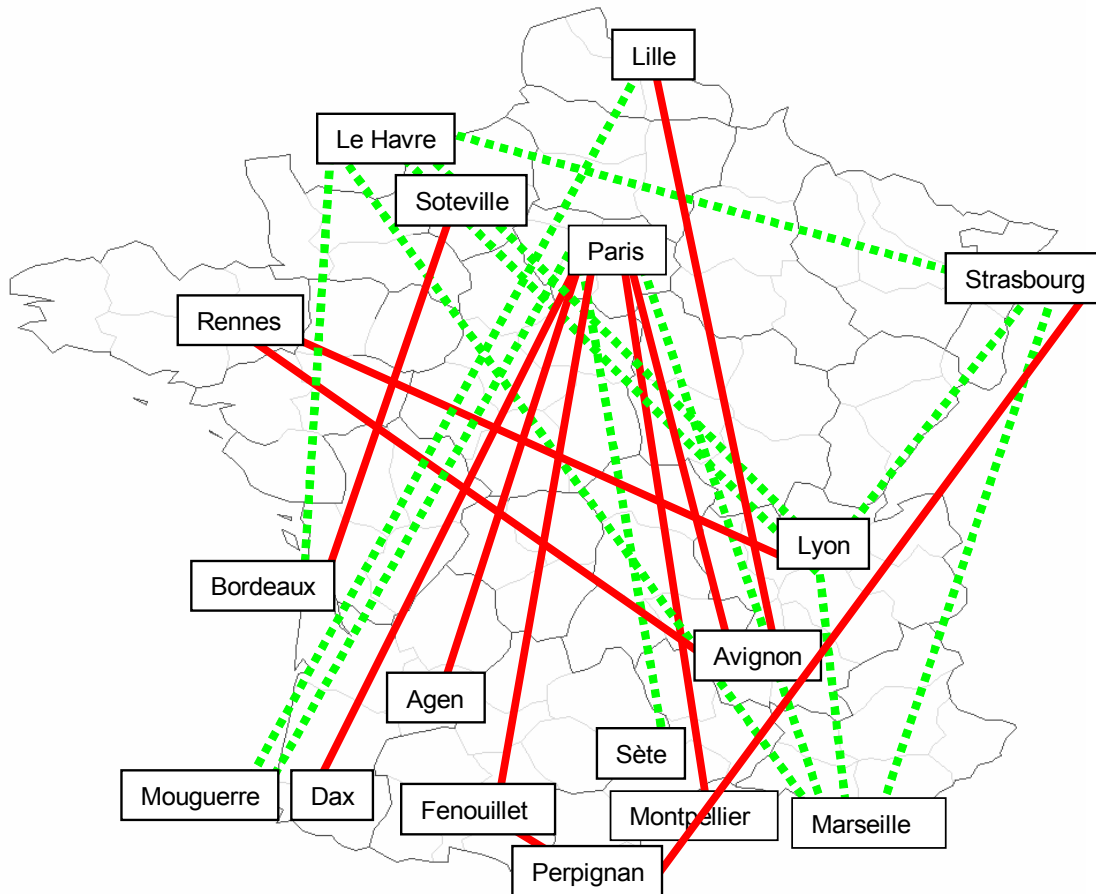 Lille
Le Havre
Soteville
Paris
Strasbourg
Rennes
Lyon
Bordeaux
Avignon
Agen
Sète
Mouguerre
Dax
Fenouillet
Montpellier
Marseille
Perpignan